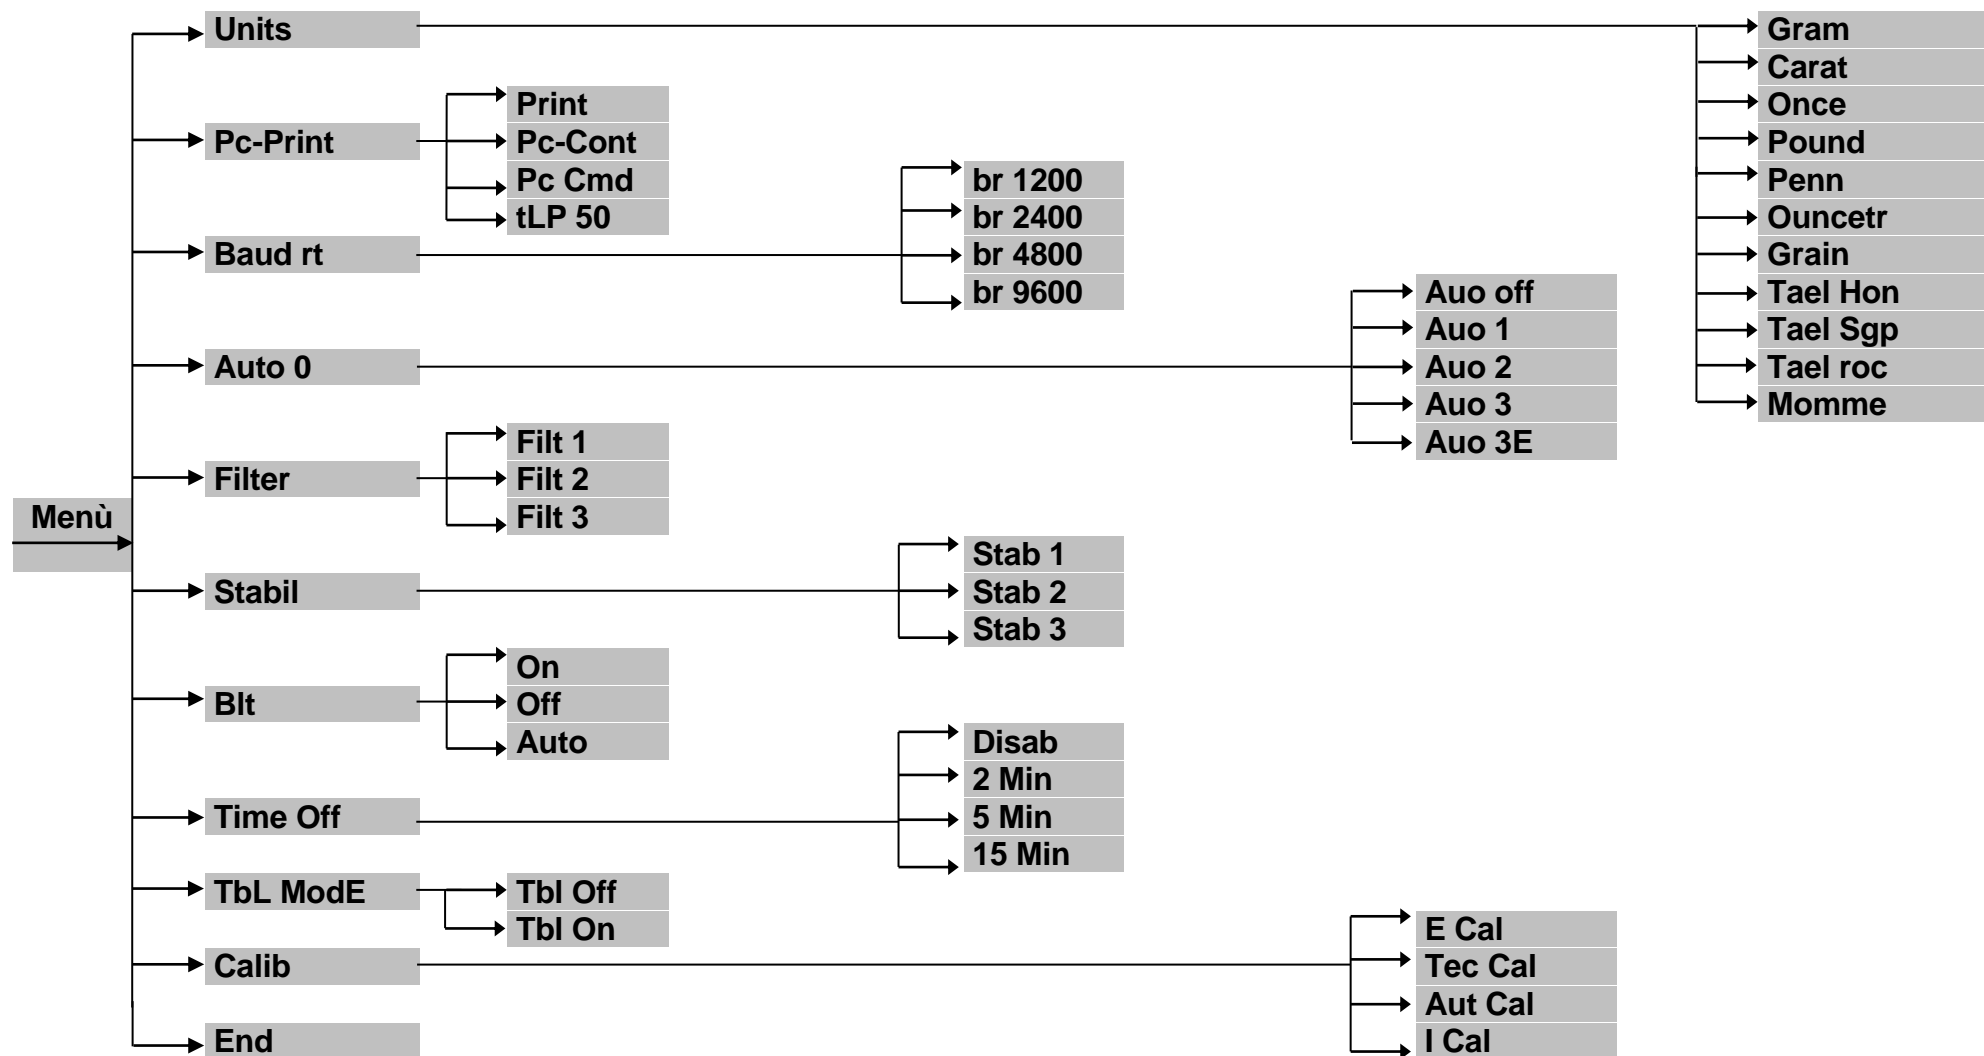 Menù
Units
Gram
Carat
Once
Pound
Penn
Ouncetr
Grain
Tael Hon
Tael Sgp
Tael roc
Momme
Pc-Print
Print
Pc-Cont
Pc Cmd
tLP 50
Baud rt
br 1200
br 2400
br 4800
br 9600
Auto 0
Auo off
Auo 1
Auo 2
Auo 3
Auo 3E
Filter
Filt 1
Filt 2
Filt 3
Stabil
Stab 1
Stab 2
Stab 3
Blt
On
Off
Auto
Time Off
Disab
2 Min
5 Min
15 Min
TbL ModE
Tbl Off
Tbl On
Calib
E Cal
Tec Cal
Aut Cal
I Cal
End